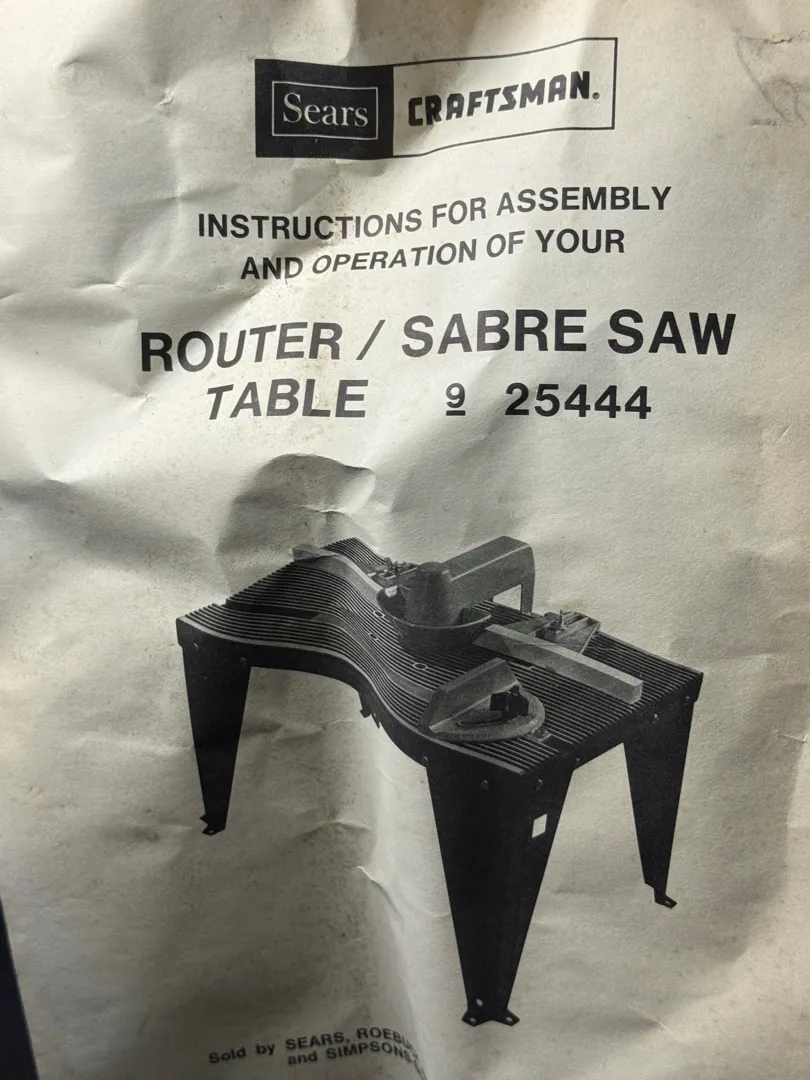 Sears CRAFTSMAN®
INSTRUCTIONS FOR ASSEMBLY
AND OPERATION OF YOUR
ROUTER / SABRE SAW
TABLE 9 25444
Sold by SEARS,
and SIMPSONS